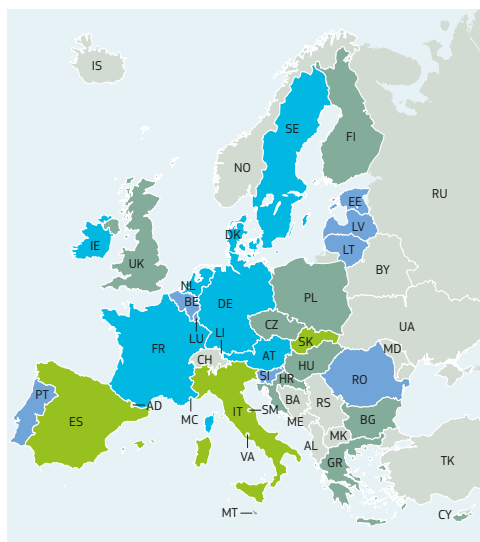 IS
SE
FI
NO
RU
EE
LV
DK
IE
LT
UK
BY
NL
BE
DE
PL
LI
CZ
UA
LU
SK
FR
MD
AT
CH
HU
SI
RO
HR
PT
AD
BA
RS
ES
MC
IT
SM
ME
BG
MK
AL
VA
GR
TK
MT
CY